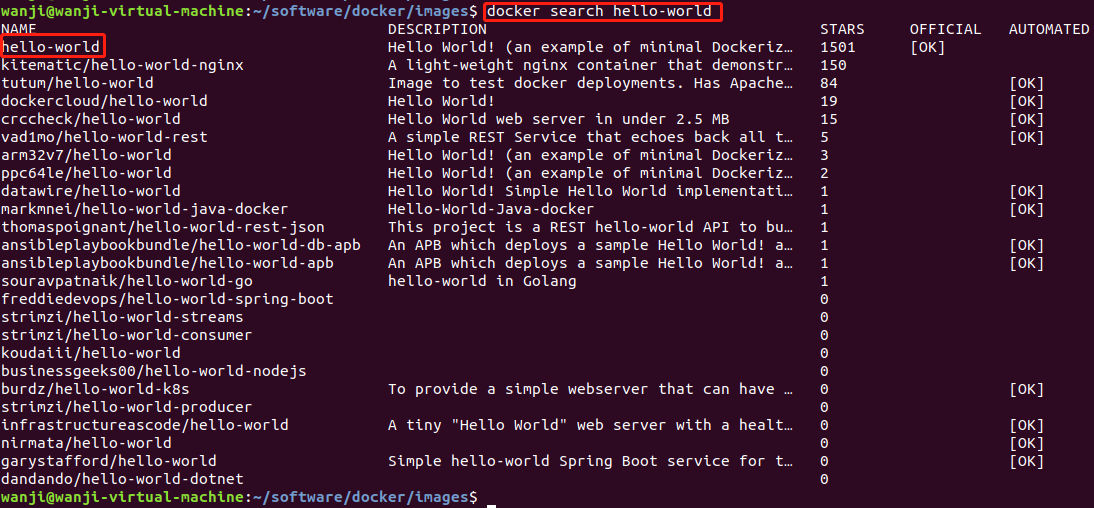 wanji@wanji-virtual-machine:~/software/docker/images$ docker search hello-world
NAME DESCRIPTION STARS OFFICIAL AUTOMATED
hello-world Hello World! (an example of minimal Dockeriz… 1501 [OK]
kitematic/hello-world-nginx A light-weight nginx container that demonstr… 150
tutum/hello-world Image to test docker deployments. Has Apache… 84 [OK]
dockercloud/hello-world Hello World! 19 [OK]
crccheck/hello-world Hello World web server in under 2.5 MB 15 [OK]
vad1mo/hello-world-rest A simple REST Service that echoes back all t… 5 [OK]
arm32v7/hello-world Hello World! (an example of minimal Dockeriz… 3
ppc64le/hello-world Hello World! (an example of minimal Dockeriz… 2
datawire/hello-world Hello World! Simple Hello World implementati… 1 [OK]
markmnei/hello-world-java-docker Hello-World-Java-docker 1 [OK]
thomaspoignant/hello-world-rest-json This project is a REST hello-world API to bu… 1
ansibleplaybookbundle/hello-world-db-apb An APB which deploys a sample Hello World! a… 1 [OK]
ansibleplaybookbundle/hello-world-apb An APB which deploys a sample Hello World! a… 1 [OK]
souravpatnaik/hello-world-go hello-world in Golang 1
freddiedevops/hello-world-spring-boot 0
strimzi/hello-world-streams 0
strimzi/hello-world-consumer 0
koudaiii/hello-world 0
businessgeeks00/hello-world-nodejs 0
burdz/hello-world-k8s To provide a simple webserver that can have … 0 [OK]
strimzi/hello-world-producer 0
infrastructureascode/hello-world A tiny "Hello World" web server with a healt… 0 [OK]
nirmata/hello-world 0 [OK]
garystafford/hello-world Simple hello-world Spring Boot service for t… 0 [OK]
dandando/hello-world-dotnet 0
wanji@wanji-virtual-machine:~/software/docker/images$